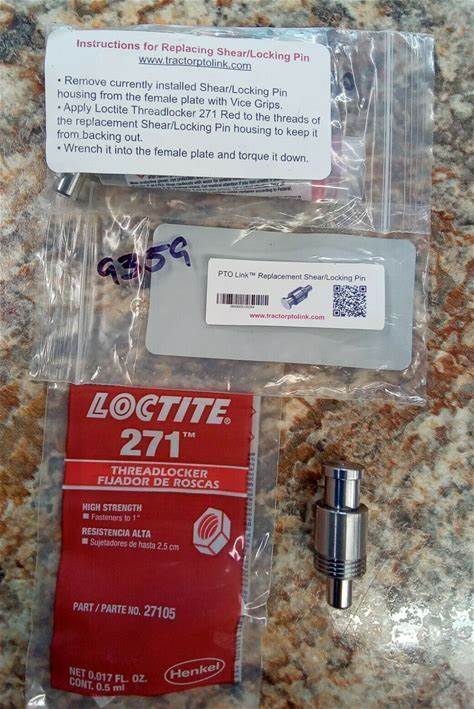 Instructions for Replacing Shear/Locking Pin
www.tractorptolink.com
• Remove currently installed Shear/Locking Pin
housing from the female plate with Vice Grips.
• Apply Loctite Threadlocker 271 Red to the threads of
the replacement Shear/Locking Pin housing to keep it
from backing out.
• Wrench it into the female plate and torque it down.
9359
PTO Link™ Replacement Shear/Locking Pin
www.tractorptolink.com
LOCTITE®
271™
THREADLOCKER
FIJADOR DE ROSCAS
HIGH STRENGTH
■ Fasteners to 1"
RESISTENCIA ALTA
■ Sujetadores de hasta 2,5 cm
PART / PARTE NO. 27105
NET 0.017 FL. OZ.
CONT. 0.5 ml
Henkel